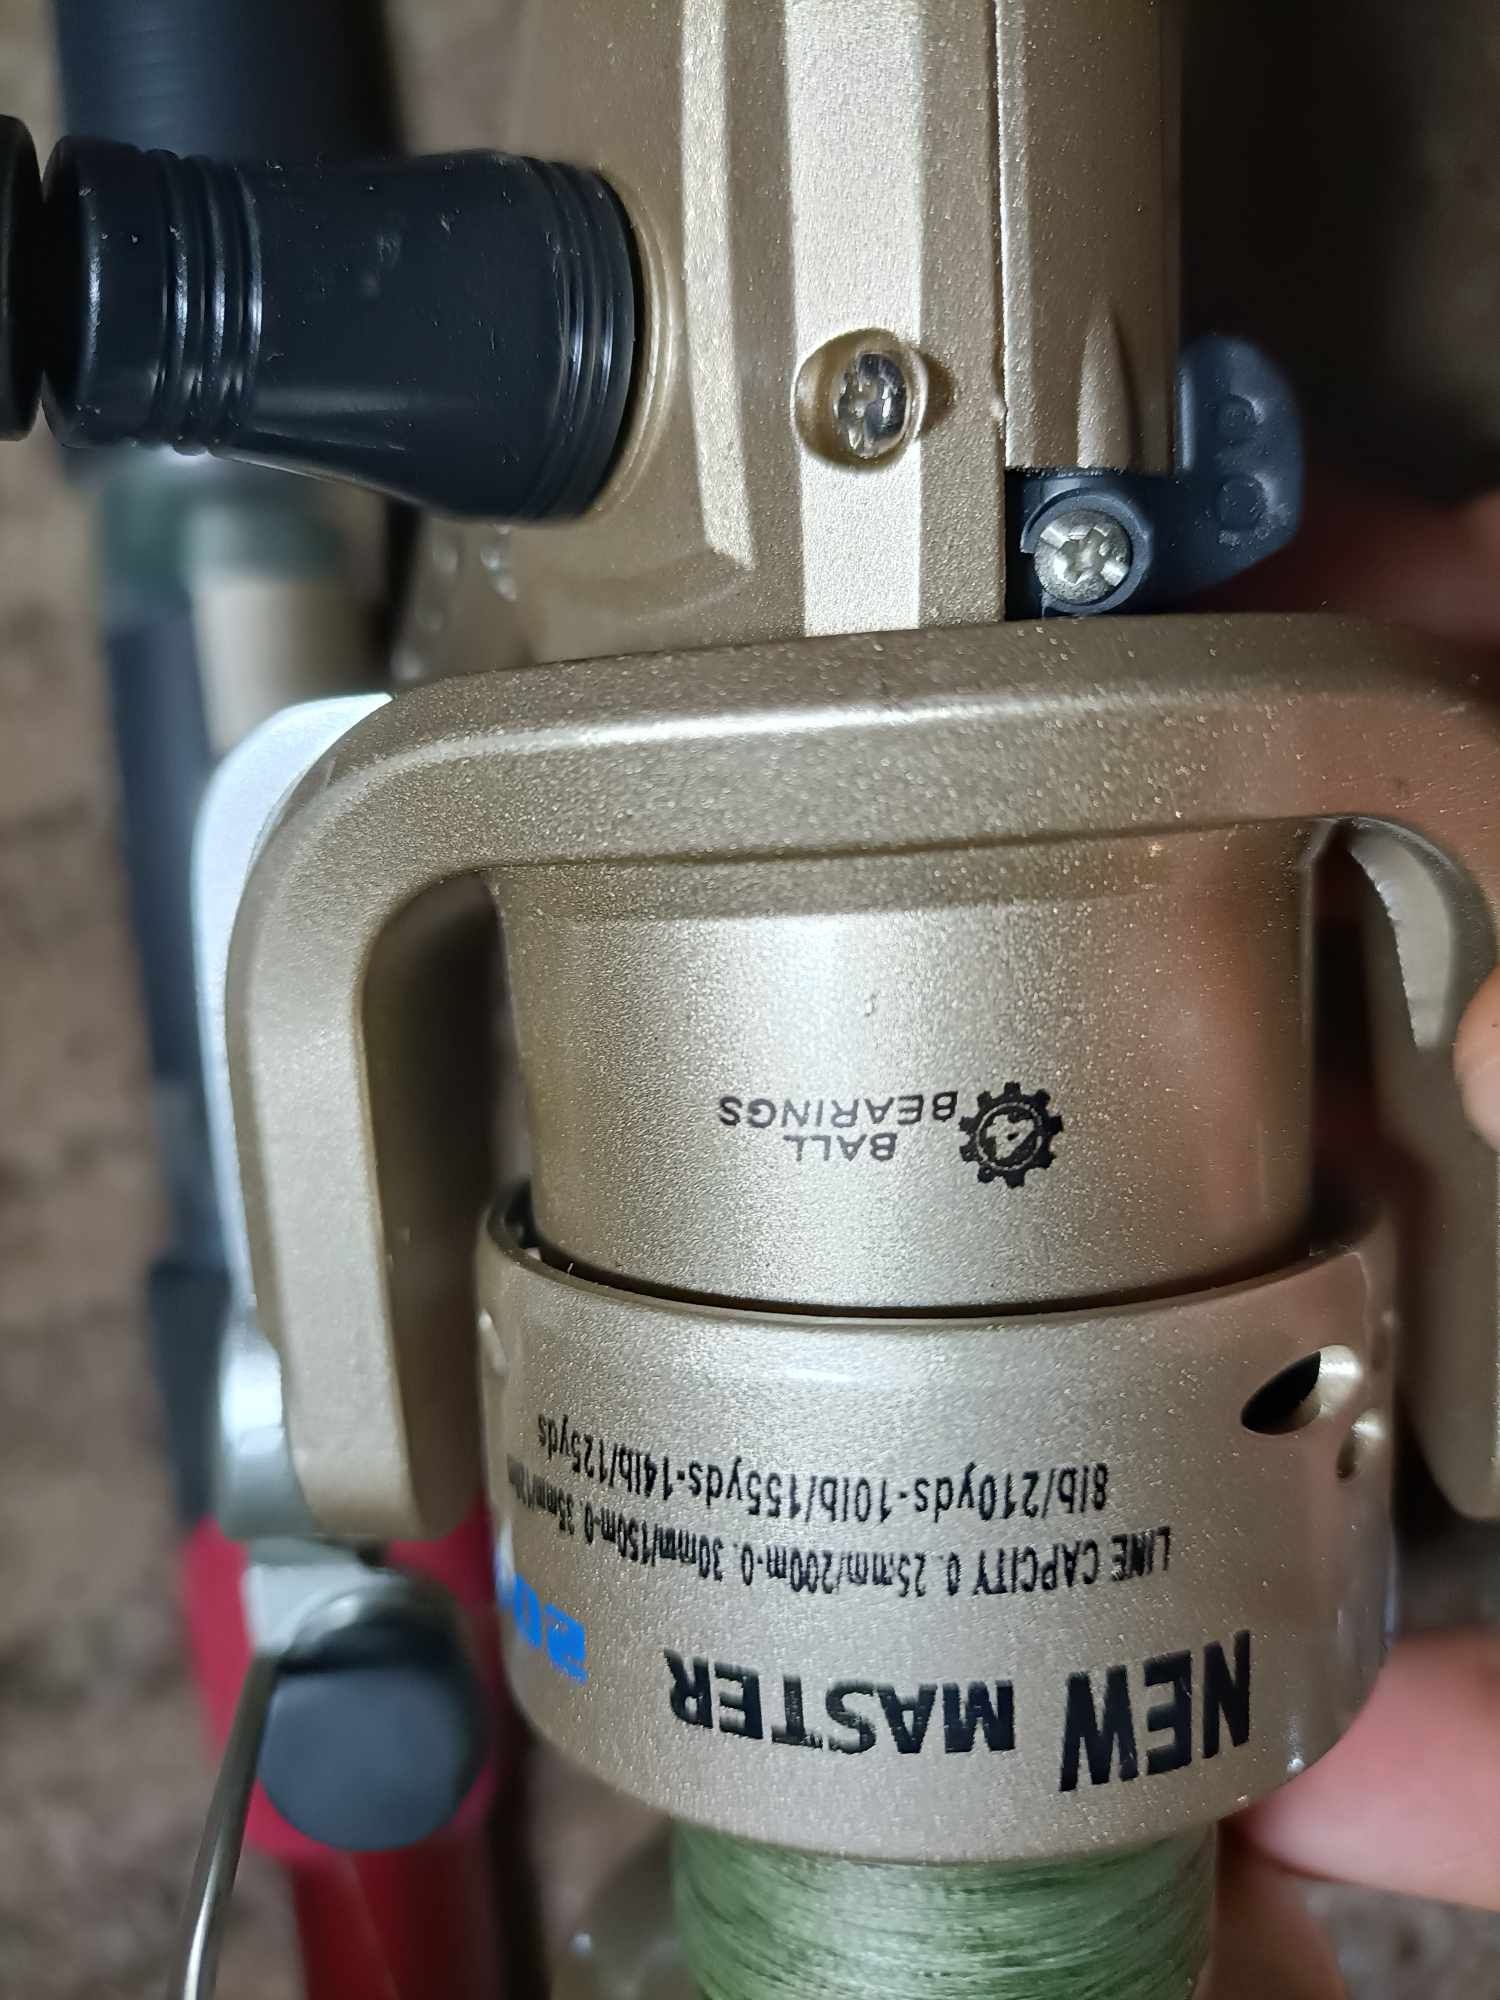 NEW MASTER
LINE CAPCITY 0.25mm/200m-0.30mm/150m-0.35mm/
8lb/210yds-10lb/155yds-14lb/125yds
BALL
BEARINGS